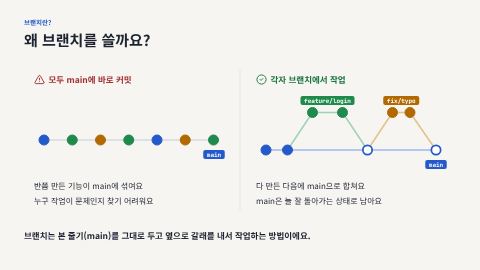 브랜치란?
왜 브랜치를 쓸까요?
모두 main에 바로 커밋
main
반쯤 만든 기능이 main에 섞여요
누구 작업이 문제인지 찾기 어려워요
각자 브랜치에서 작업
feature/login
fix/typo
main
다 만든 다음에 main으로 합쳐요
main은 늘 잘 돌아가는 상태로 남아요
브랜치는 본 줄기(main)를 그대로 두고 옆으로 갈래를 내서 작업하는 방법이에요.